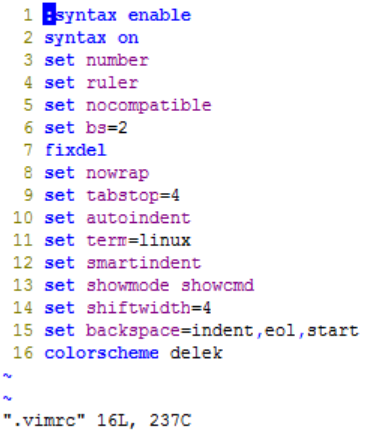 1 :syntax enable
2 syntax on
3 set number
4 set ruler
5 set nocompatible
6 set bs=2
7 fixdel
8 set nowrap
9 set tabstop=4
10 set autoindent
11 set term=linux
12 set smartindent
13 set showmode showcmd
14 set shiftwidth=4
15 set backspace=indent,eol,start
16 colorscheme delek
~
~
".vimrc" 16L, 237C